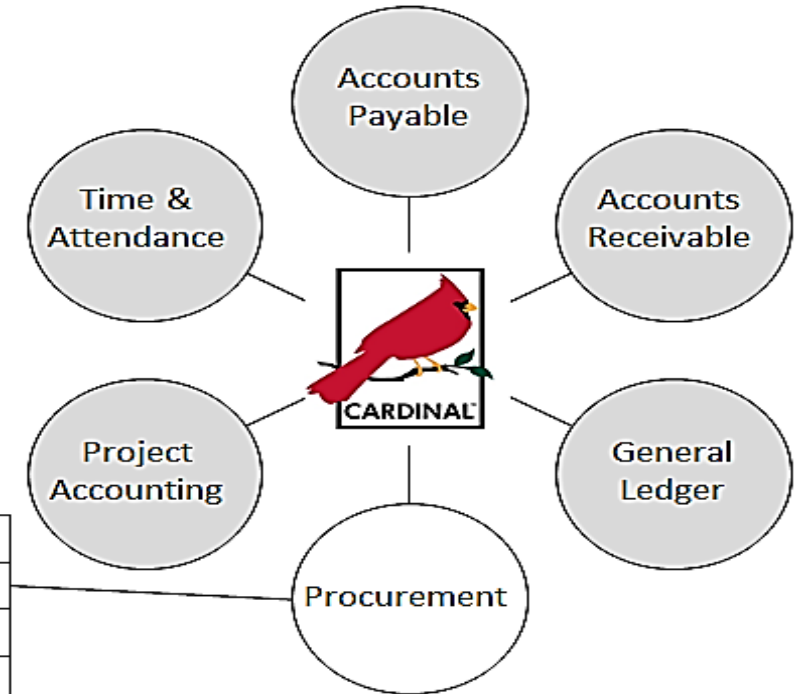 Accounts
Payable
Time &
Attendance
Accounts
Receivable
CARDINAL
Project
Accounting
General
Ledger
Procurement